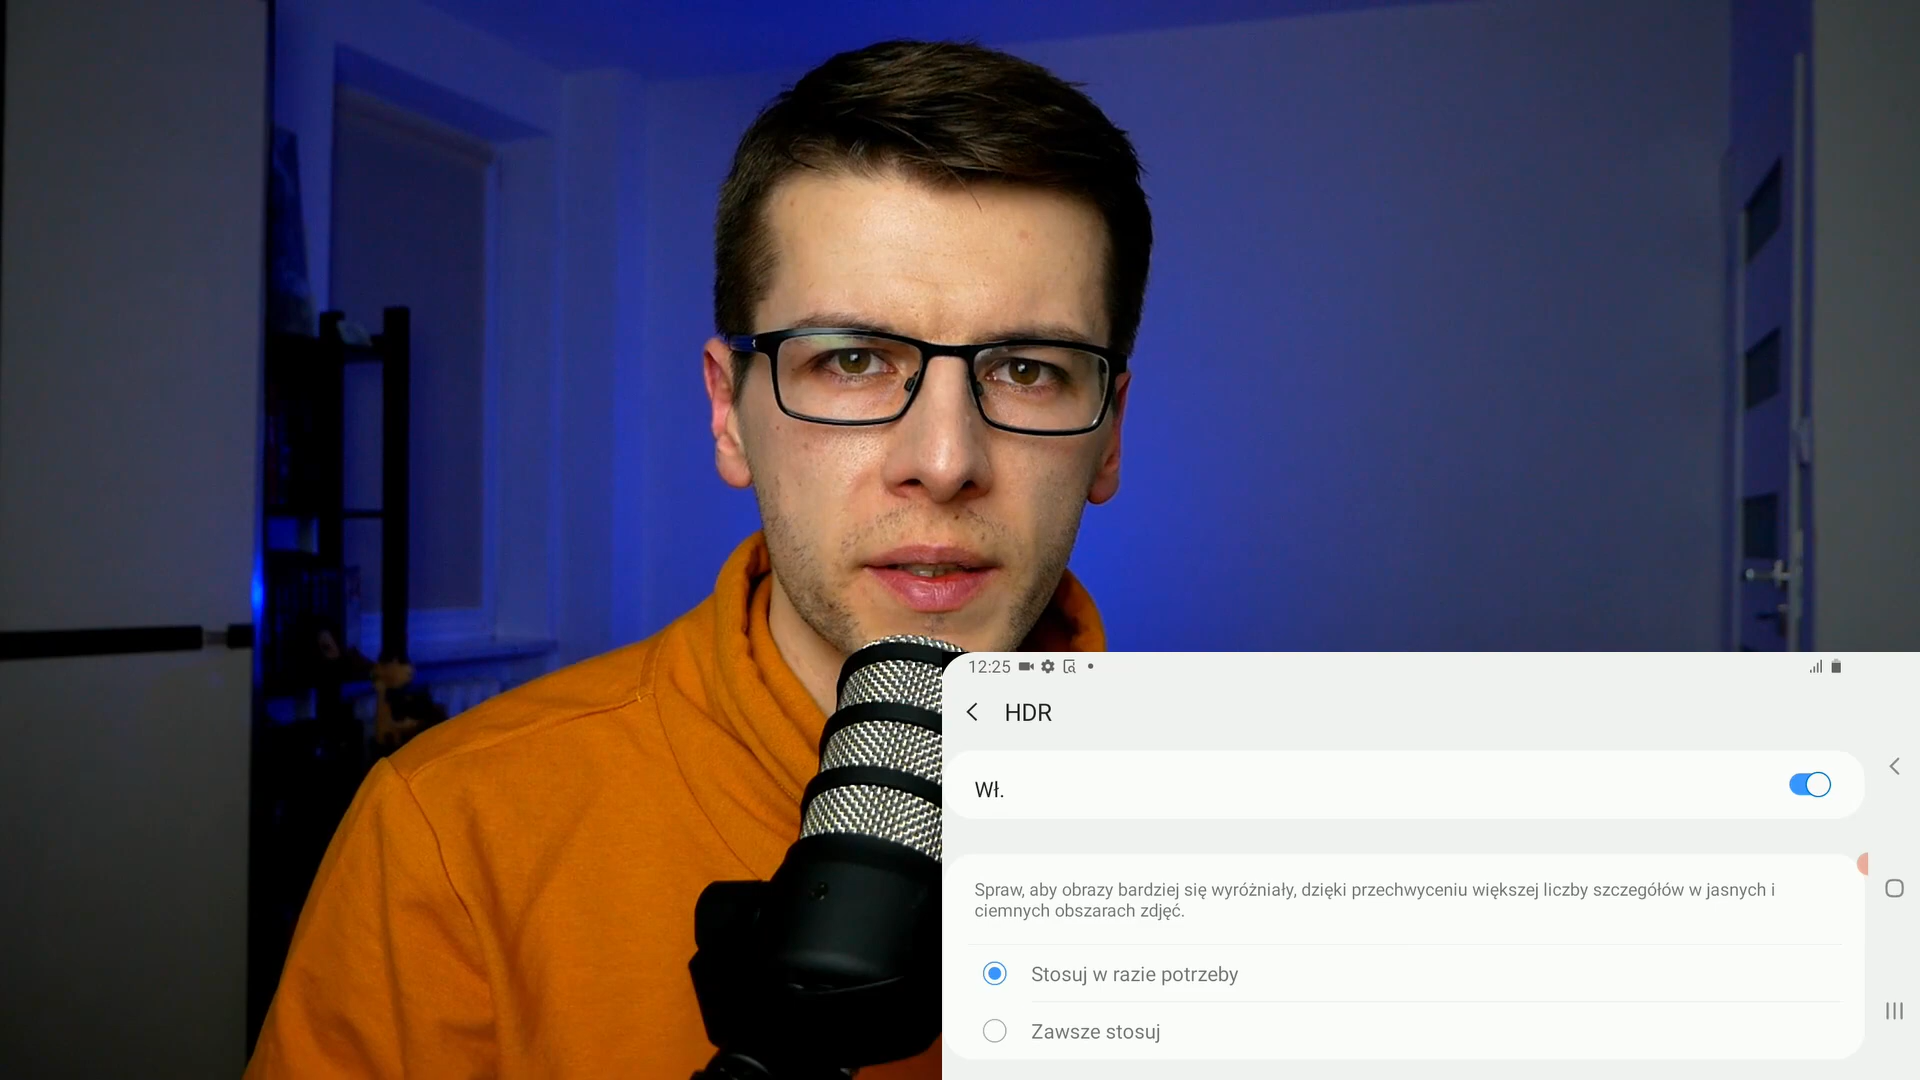 12:25
HDR
Wł.
Spraw, aby obrazy bardziej się wyróżniały, dzięki przechwyceniu większej liczby szczegółów w jasnych i
ciemnych obszarach zdjęć.
Stosuj w razie potrzeby
Zawsze stosuj